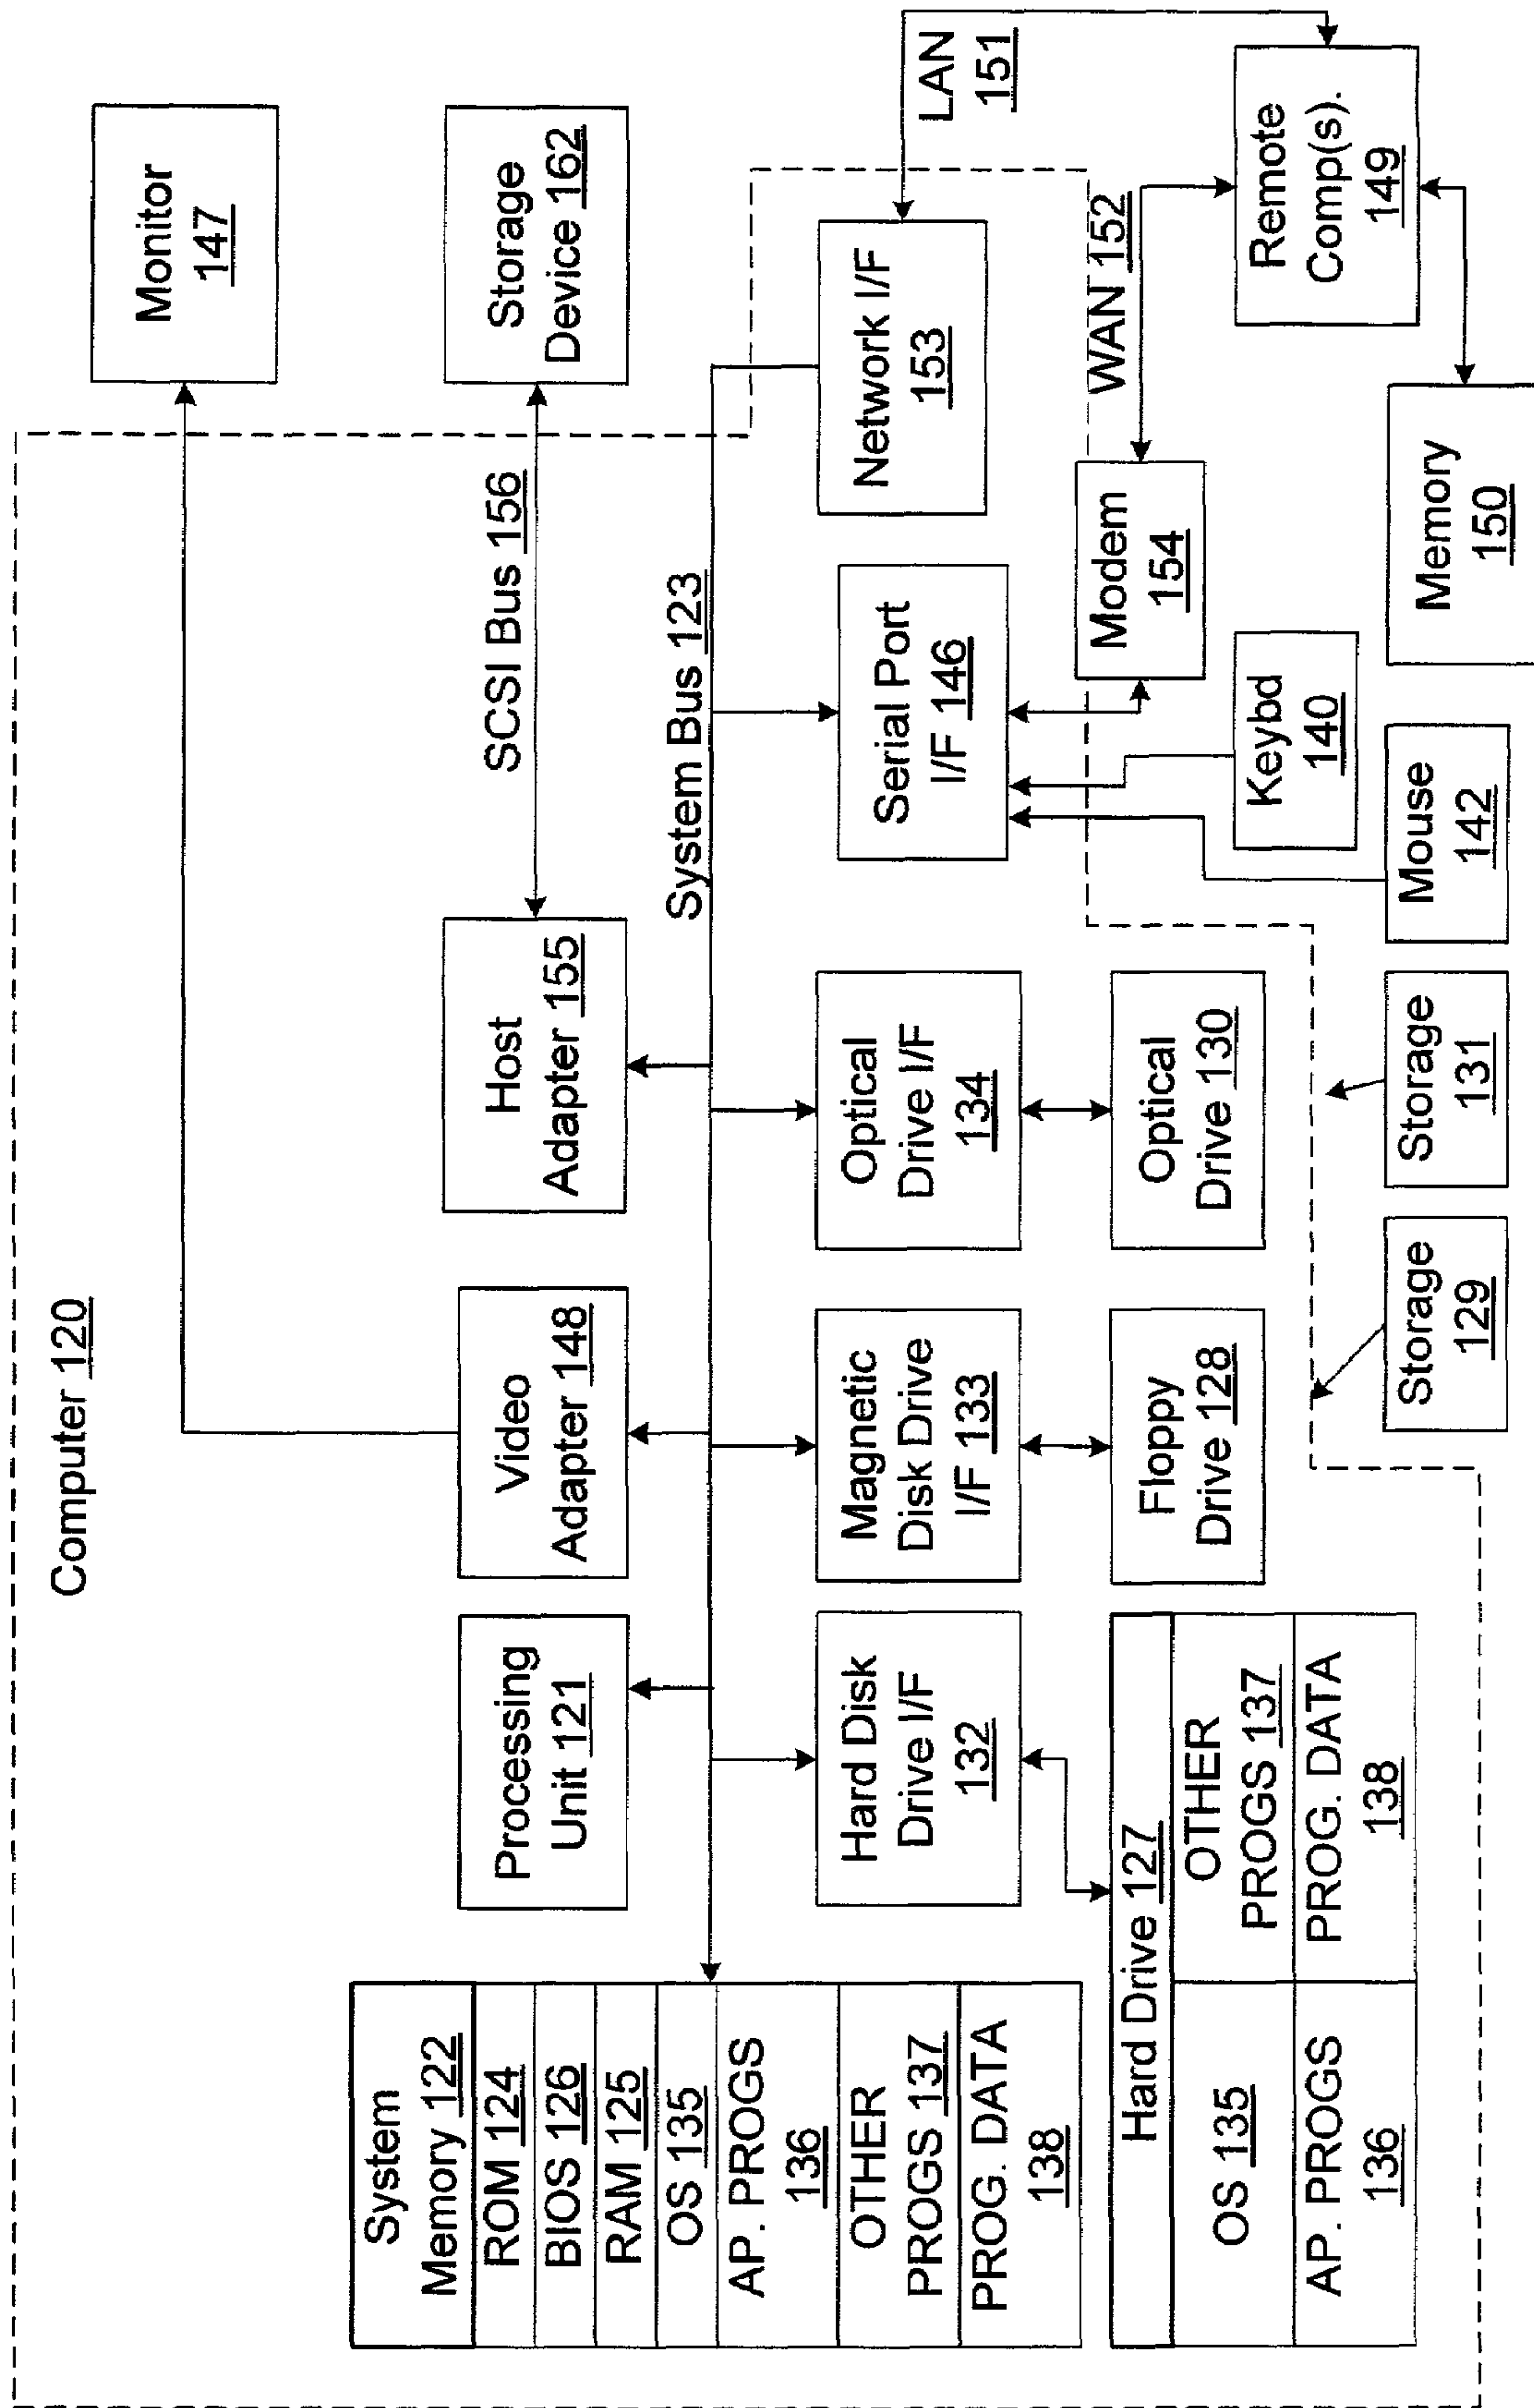 Computer 120
Monitor
147
Storage
Device 162
SCSI Bus 156
System
Memory 122
ROM 124
BIOS 126
RAM 125
OS 135
AP. PROGS
136
OTHER
PROGS 137
PROG. DATA
138
Processing
Unit 121
Video
Adapter 148
Host
Adapter 155
System Bus 123
Hard Disk
Drive I/F
132
Magnetic
Disk Drive
I/F 133
Optical
Drive I/F
134
Serial Port
I/F 146
Network I/F
153
LAN
151
Hard Drive 127
OS 135
OTHER
PROGS 137
AP. PROGS
136
PROG. DATA
138
Floppy
Drive 128
Optical
Drive 130
Modem
154
WAN 152
Keybd
140
Remote
Comp(s).
149
Storage
129
Storage
131
Mouse
142
Memory
150